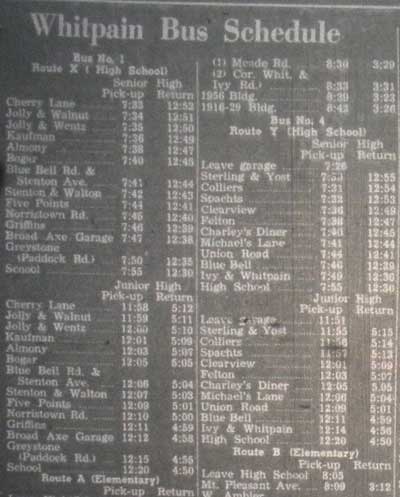 Whitpain Bus Schedule
Bus No. 1
Route X ( High School)
Senior High
Pick-up Return
Cherry Lane 7:33 12:52
Jolly & Walnut 7:34 12:51
Jolly & Wentz 7:35 12:50
Kaufman 7:36 12:49
Almony 7:38 12:47
Bogar 7:40 12:45
Blue Bell Rd. &
Stenton Ave. 7:41 12:44
Stenton & Walton 7:42 12:43
Five Points 7:44 12:41
Norristown Rd. 7:45 12:40
Griffins 7:46 12:39
Broad Axe Garage 7:47 12:38
Greystone
(Paddock Rd.) 7:50 12:35
School 7:55 12:30
Junior High
Pick-up Return
Cherry Lane 11:58 5:12
Jolly & Walnut 11:59 5:11
Jolly & Wentz 12:00 5:10
Kaufman 12:01 5:09
Almony 12:03 5:07
Bogar 12:05 5:05
Blue Bell Rd. &
Stenton Ave. 12:06 5:04
Stenton & Walton 12:07 5:03
Five Points 12:09 5:01
Norristown Rd. 12:10 5:00
Griffins 12:11 4:59
Broad Axe Garage 12:12 4:58
Greystone
(Paddock Rd.) 12:15 4:55
School 12:20 4:50
Route A (Elementary)
(1) Meade Rd. 8:30 3:29
(2) Cor. Whit. &
Ivy Rd.) 8:33 3:31
1956 Bldg. 3:23
1916-29 Bldg. 8:42 3:26
Bus No. 4
Route Y (High School)
Senior High
Pick-up Return
Leave garage 7:26
Sterling & Yost 12:55
Colliers 7:31 12:54
Spachts 7:32 12:53
Clearview 7:36 12:49
Felton 7:38 12:47
Charley's Diner 7:40 12:45
Michael's Lane 7:41 12:44
Union Road 7:44 12:41
Blue Bell 7:46 12:39
Ivy & Whitpain 12:36
High School 7:55 12:30
Junior High
Pick-up Return
Leave garage 11:51
Sterling & Yost 11:55 5:15
Colliers 5:14
Spachts 11:57 5:13
Clearview 12:01 5:09
Felton 12:03 5:07
Charley's Diner 12:05 5:05
Michael's Lane 12:06 5:04
Union Road 12:09 5:01
Blue Bell 12:11 4:59
Ivy & Whitpain 12:14 4:56
High School 12:20 4:50
Route B (Elementary)
Leave High School 8:05
Mt. Pleasant Ave. 8:09 3:12
W. Ambler